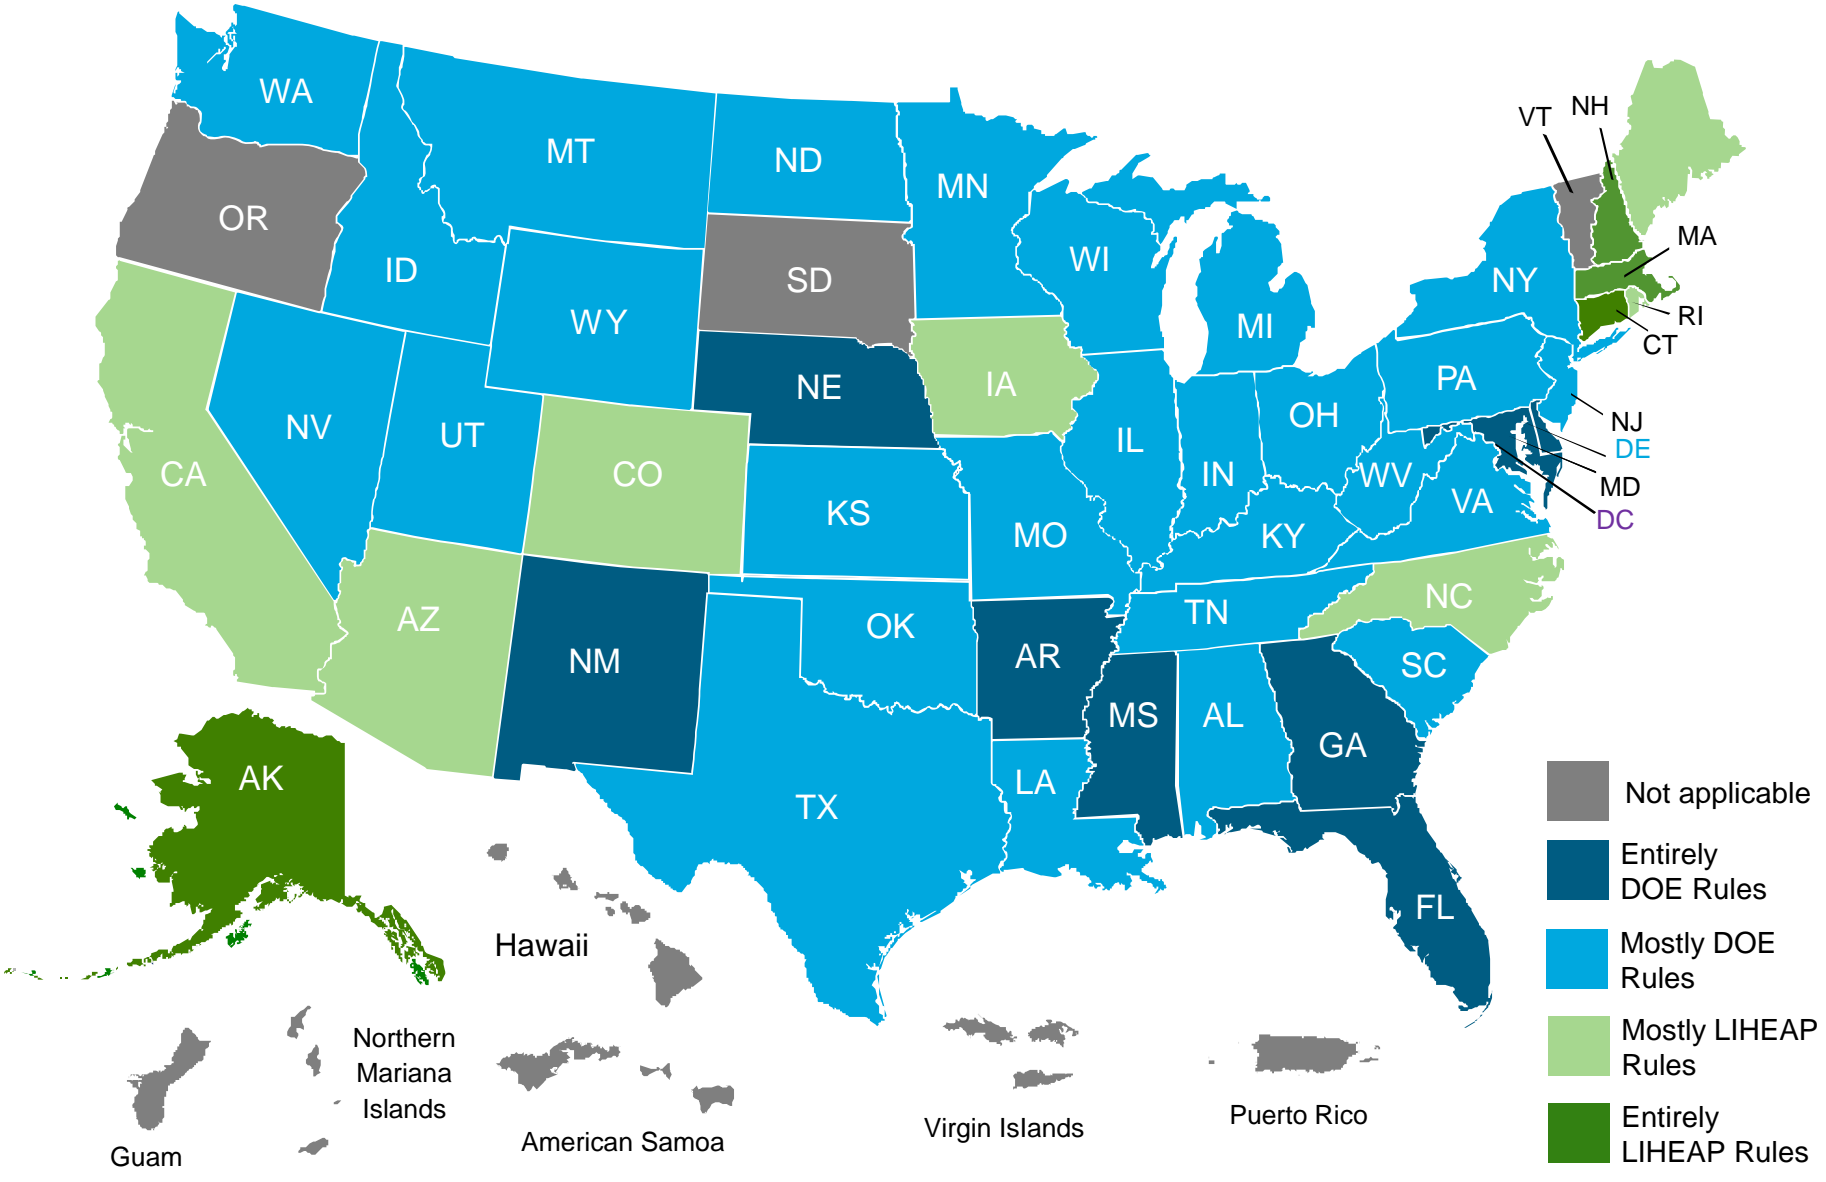 WA
MT
ND
MN
VT
NH
OR
ID
WY
SD
WI
MI
NY
MA
RI
CT
NV
UT
NE
IA
PA
NJ
DE
MD
DC
CA
CO
KS
MO
IL
IN
OH
WV
VA
KY
AZ
NM
OK
AR
TN
NC
SC
MS
AL
GA
TX
LA
FL
AK
Hawaii
Guam
Northern
Mariana
Islands
American Samoa
Virgin Islands
Puerto Rico
Not applicable
Entirely
DOE Rules
Mostly DOE
Rules
Mostly LIHEAP
Rules
Entirely
LIHEAP Rules